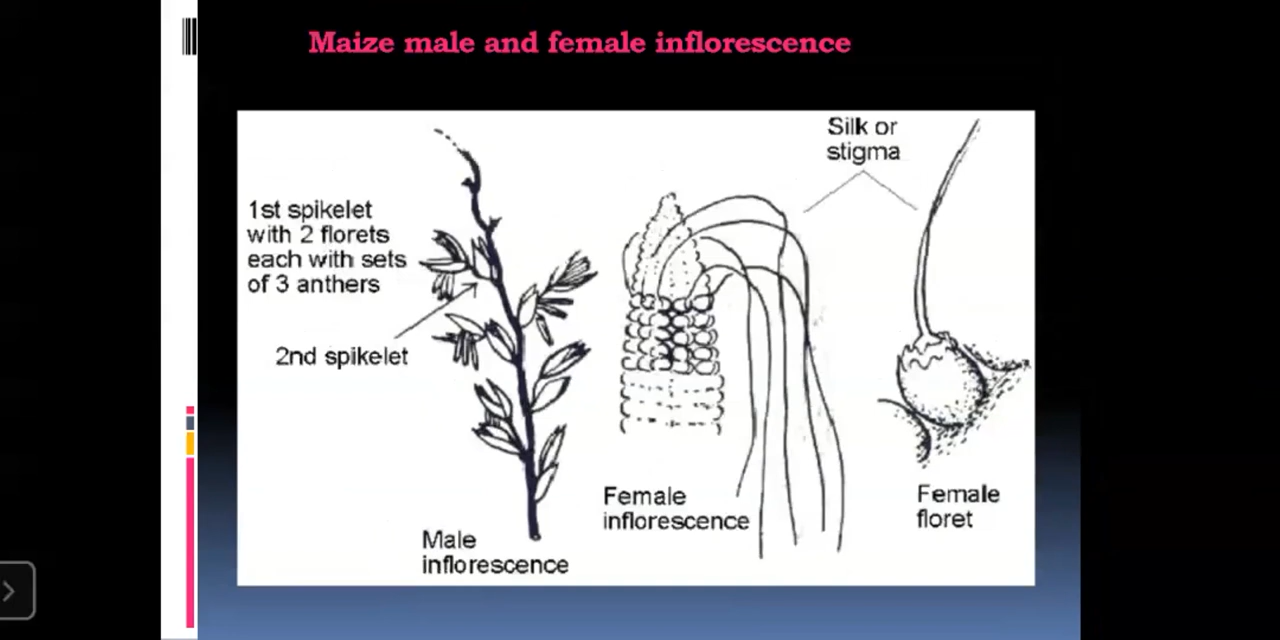 Maize male and female inflorescence
Silk or
stigma
1st spikelet
with 2 florets
each with sets
of 3 anthers
2nd spikelet
Female
inflorescence
Female
floret
Male
inflorescence